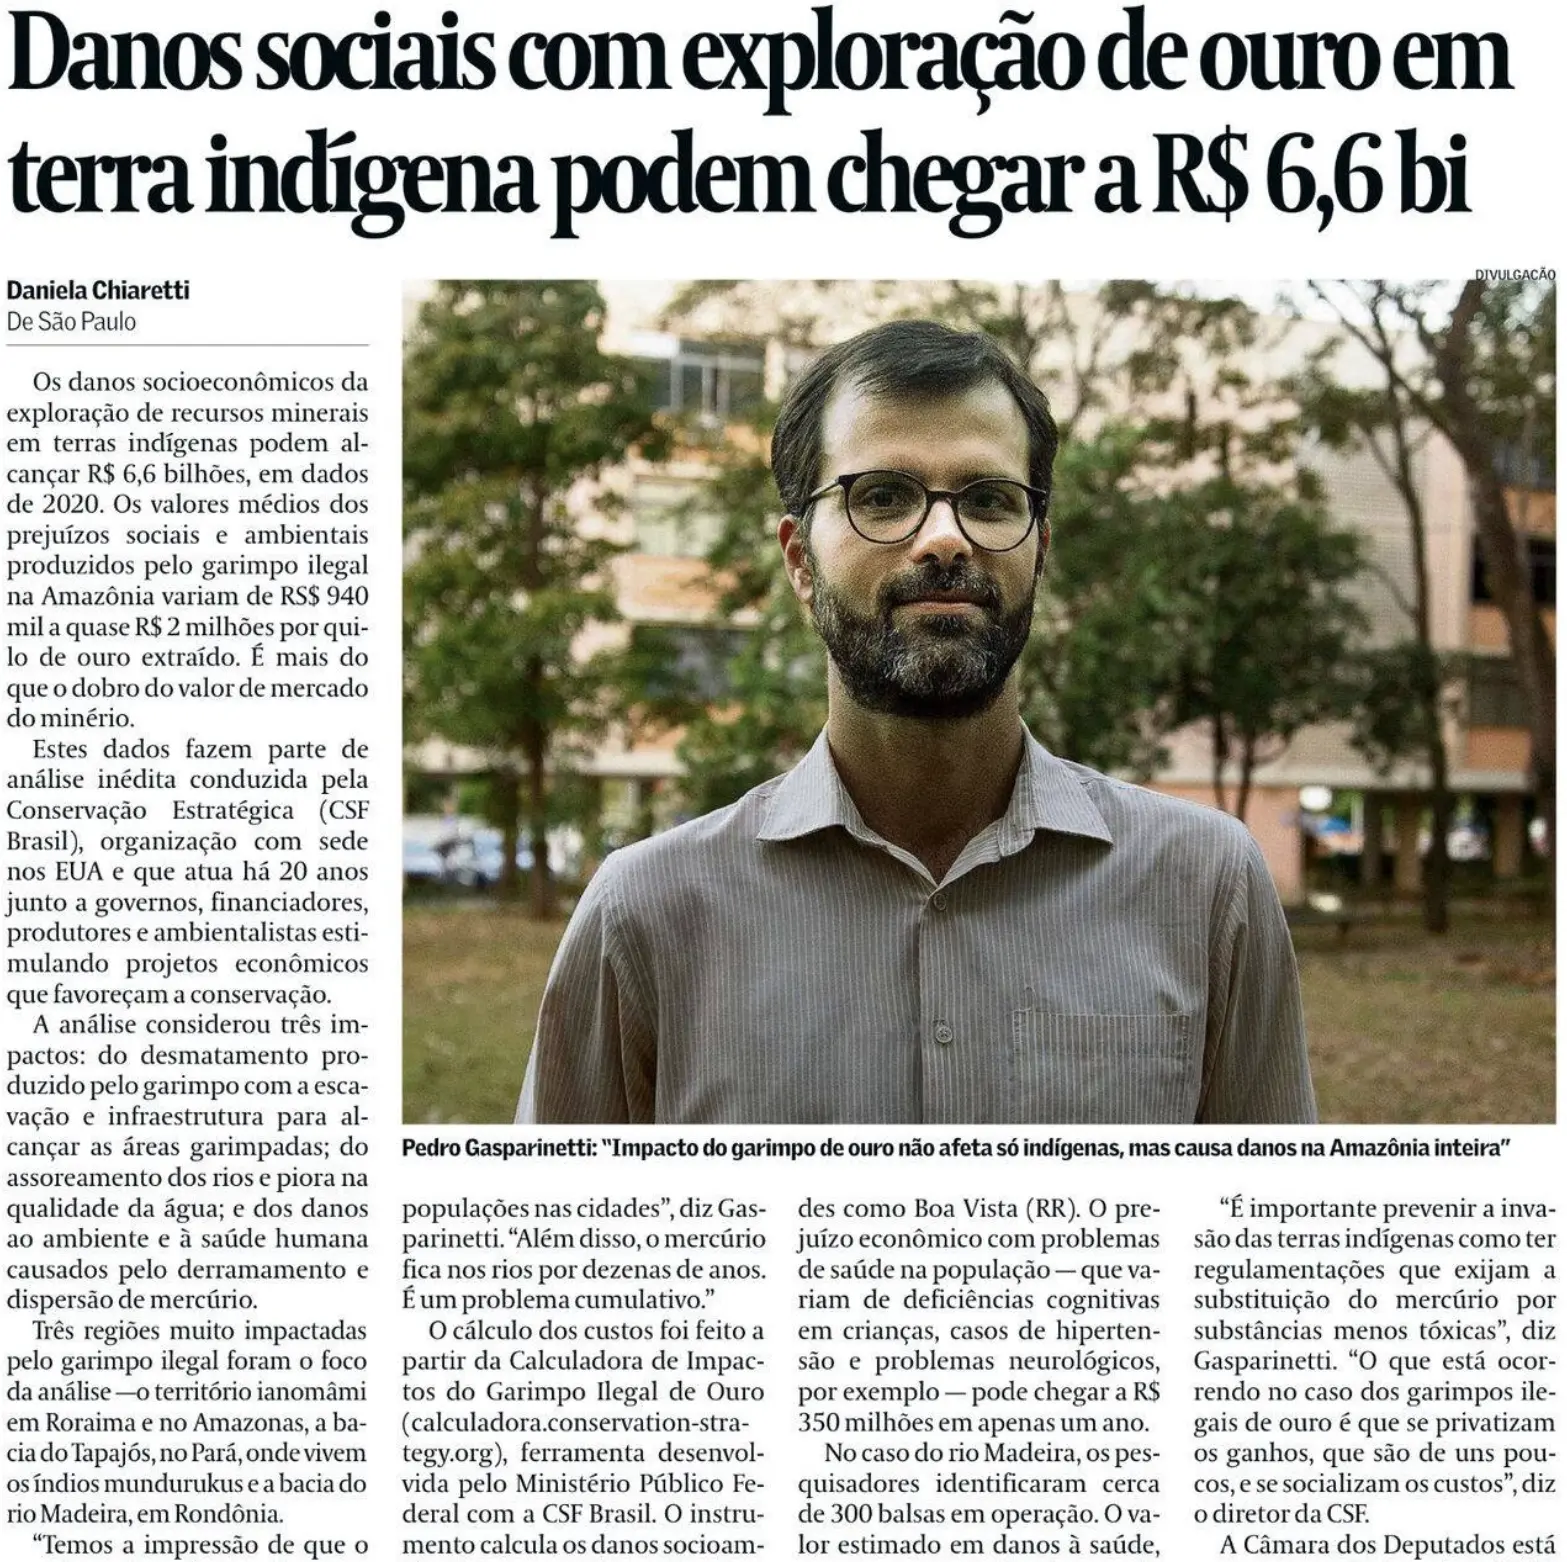 Danos sociais com exploração de ouro em
terra indígena podem chegar a R$ 6,6 bi
Daniela Chiaretti
De São Paulo
Os danos socioeconômicos da
exploração de recursos minerais
em terras indígenas podem al-
cançar R$ 6,6 bilhões, em dados
de 2020. Os valores médios dos
prejuízos sociais e ambientais
produzidos pelo garimpo ilegal
na Amazônia variam de RS$ 940
mil a quase R$ 2 milhões por qui-
lo de ouro extraído. É mais do
que o dobro do valor de mercado
do minério.
Estes dados fazem parte de
análise inédita conduzida pela
Conservação Estratégica (CSF
Brasil), organização com sede
nos EUA e que atua há 20 anos
junto a governos, financiadores,
produtores e ambientalistas esti-
mulando projetos econômicos
que favoreçam a conservação.
A análise considerou três im-
pactos: do desmatamento pro-
duzido pelo garimpo com a esca-
vação e infraestrutura para al-
cançar as áreas garimpadas; do
assoreamento dos rios e piora na
qualidade da água; e dos danos
ao ambiente e à saúde humana
causados pelo derramamento e
dispersão de mercúrio.
Três regiões muito impactadas
pelo garimpo ilegal foram o foco
da análise —o território ianomâmi
em Roraima e no Amazonas, a ba-
cia do Tapajós, no Pará, onde vivem
os índios mundurukus e a bacia do
rio Madeira, em Rondônia.
“Temos a impressão de que o
DIVULGAÇÃO
Pedro Gasparinetti: “Impacto do garimpo de ouro não afeta só indígenas, mas causa danos na Amazônia inteira”
populações nas cidades”, diz Gas-
parinetti. “Além disso, o mercúrio
fica nos rios por dezenas de anos.
É um problema cumulativo.”
O cálculo dos custos foi feito a
partir da Calculadora de Impac-
tos do Garimpo Ilegal de Ouro
(calculadora.conservation-stra-
tegy.org), ferramenta desenvol-
vida pelo Ministério Público Fe-
deral com a CSF Brasil. O instru-
mento calcula os danos socioam-
des como Boa Vista (RR). O pre-
juízo econômico com problemas
de saúde na população — que va-
riam de deficiências cognitivas
em crianças, casos de hiperten-
são e problemas neurológicos,
por exemplo — pode chegar a R$
350 milhões em apenas um ano.
No caso do rio Madeira, os pes-
quisadores identificaram cerca
de 300 balsas em operação. O va-
lor estimado em danos à saúde,
“É importante prevenir a inva-
são das terras indígenas como ter
regulamentações que exijam a
substituição do mercúrio por
substâncias menos tóxicas”, diz
Gasparinetti. “O que está ocor-
rendo no caso dos garimpos ile-
gais de ouro é que se privatizam
os ganhos, que são de uns pou-
cos, e se socializam os custos”, diz
o diretor da CSF.
A Câmara dos Deputados está